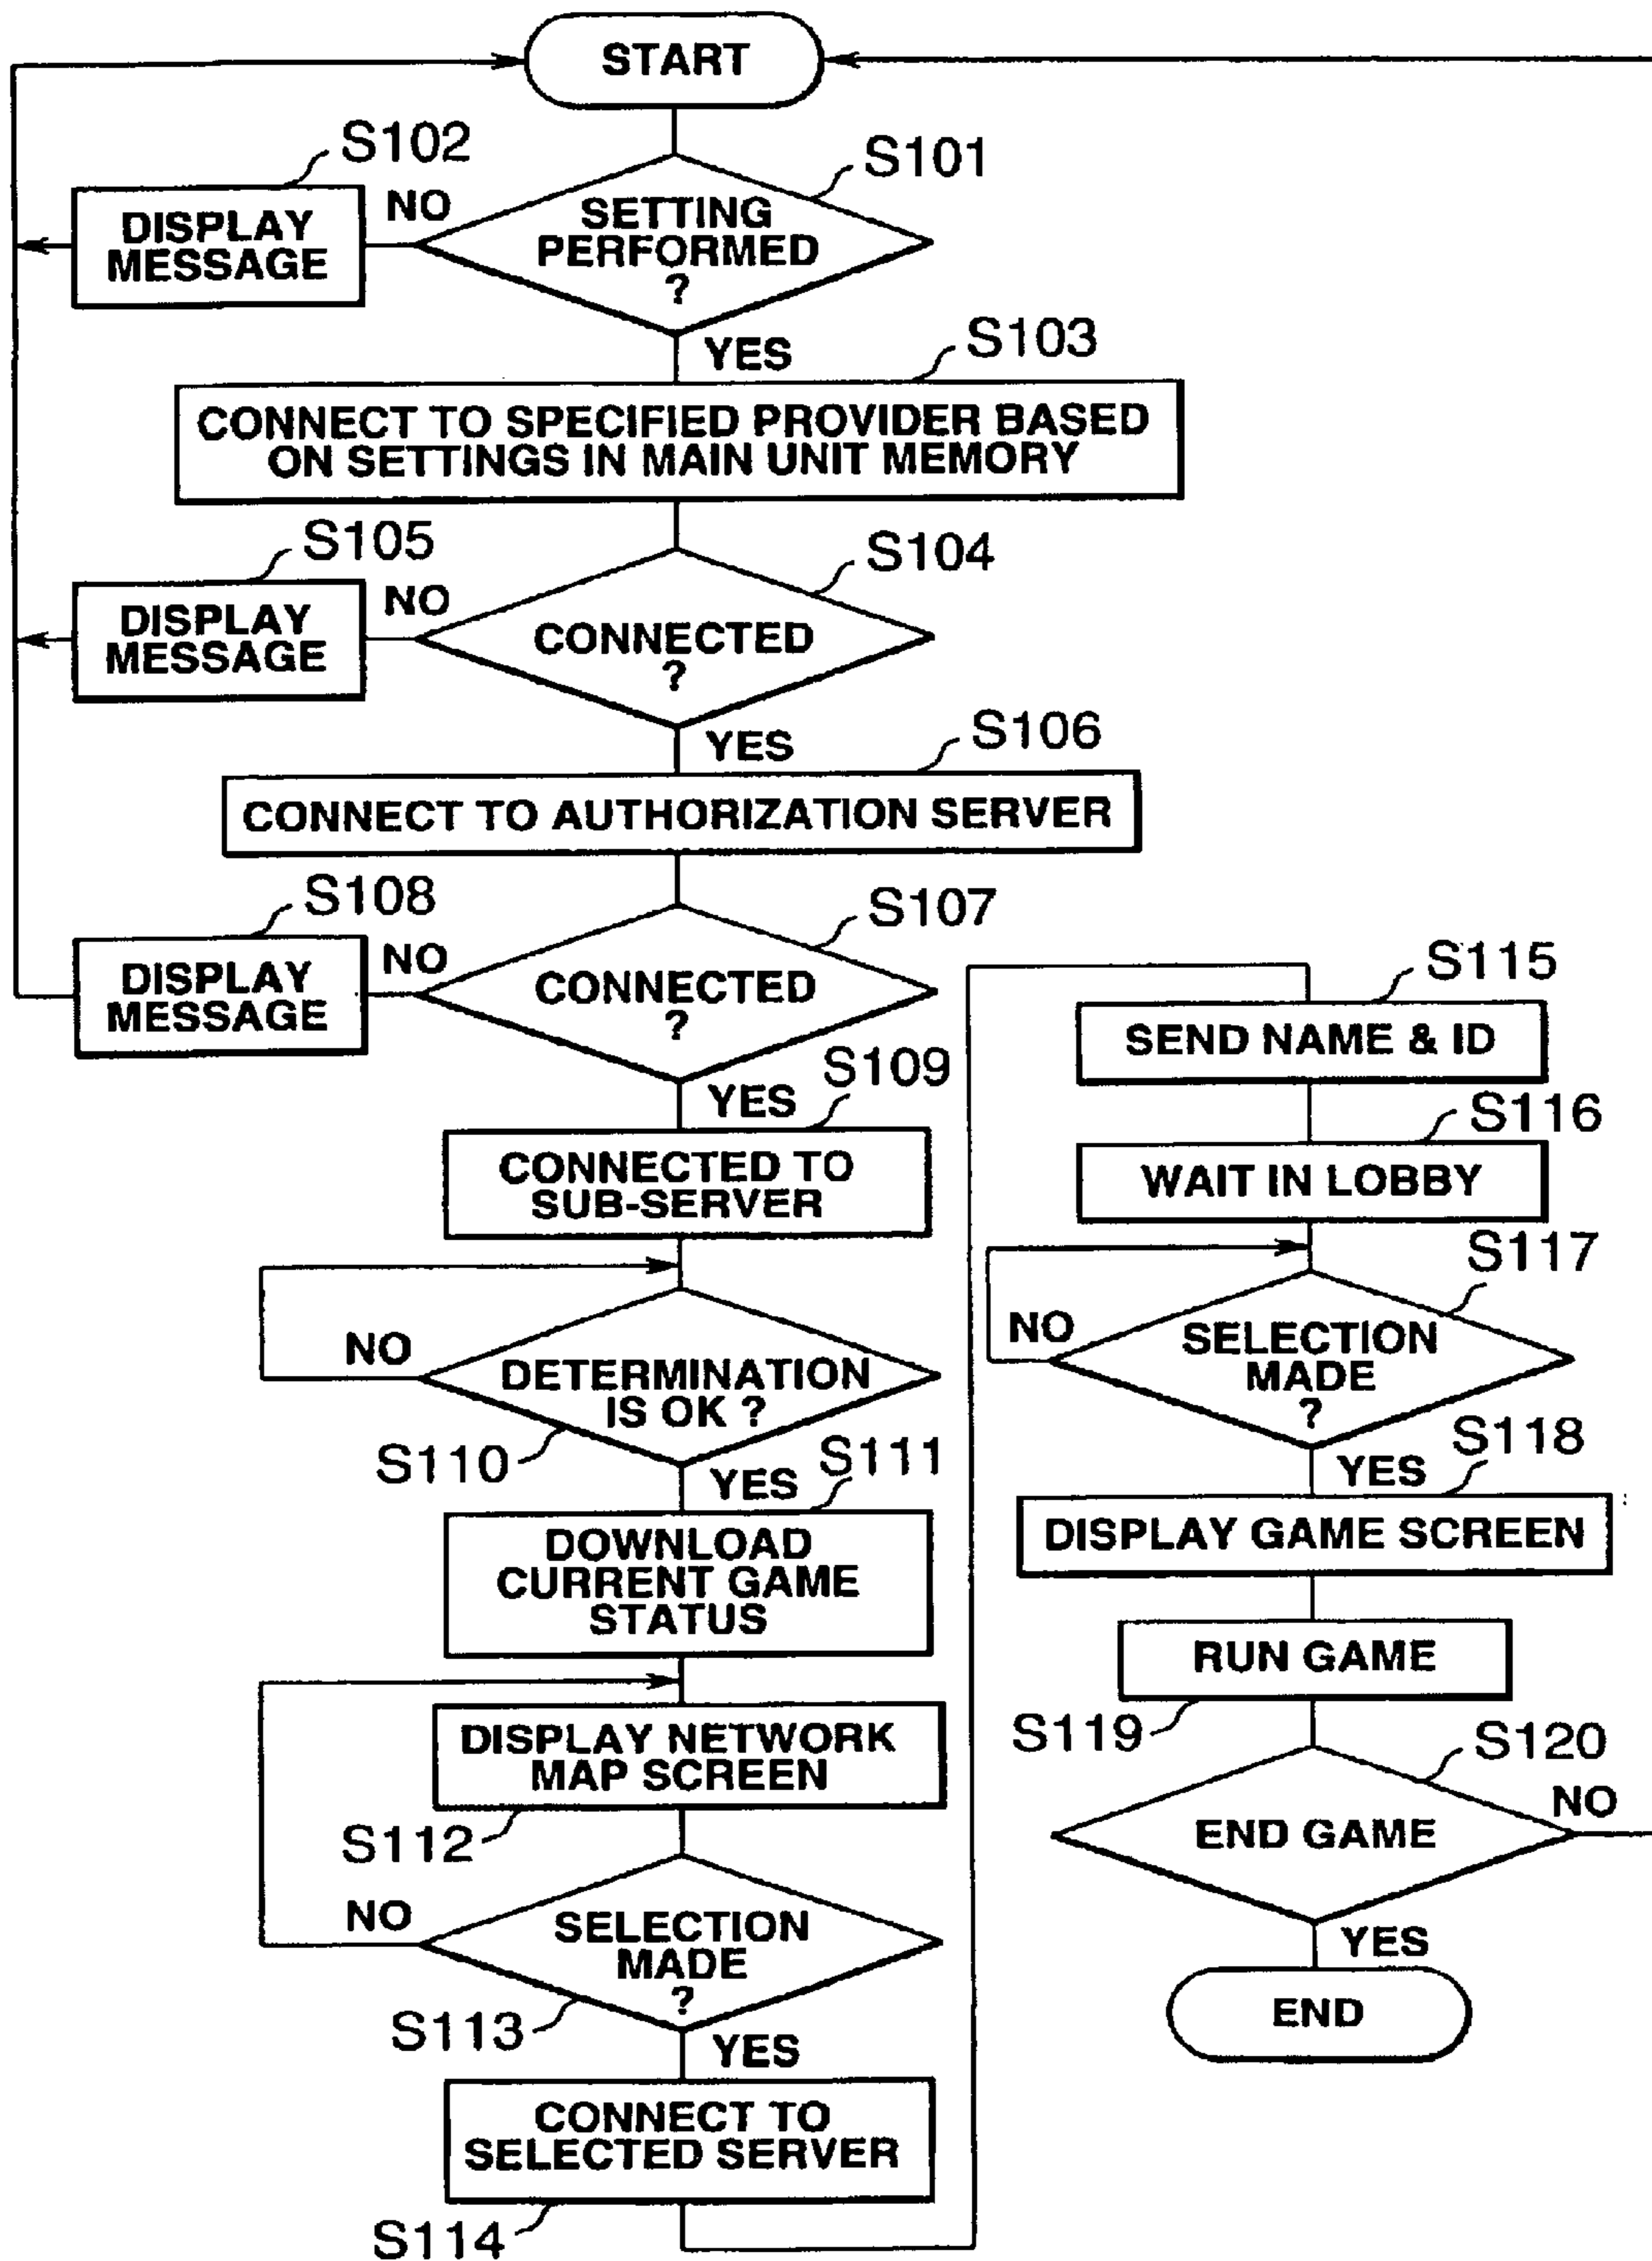 START
S102
S101
DISPLAY
MESSAGE
NO
SETTING
PERFORMED
?
YES
S103
CONNECT TO SPECIFIED PROVIDER BASED
ON SETTINGS IN MAIN UNIT MEMORY
S105
S104
DISPLAY
MESSAGE
NO
CONNECTED
?
YES
S106
CONNECT TO AUTHORIZATION SERVER
S108
S107
DISPLAY
MESSAGE
NO
CONNECTED
?
YES
S109
CONNECTED TO
SUB-SERVER
NO
DETERMINATION
IS OK ?
S110
YES
S111
DOWNLOAD
CURRENT GAME
STATUS
DISPLAY NETWORK
MAP SCREEN
S112
NO
SELECTION
MADE
?
S113
YES
CONNECT TO
SELECTED SERVER
S114
S115
SEND NAME & ID
S116
WAIT IN LOBBY
S117
NO
SELECTION
MADE
?
S118
YES
DISPLAY GAME SCREEN
RUN GAME
S119
S120
END GAME
NO
YES
END